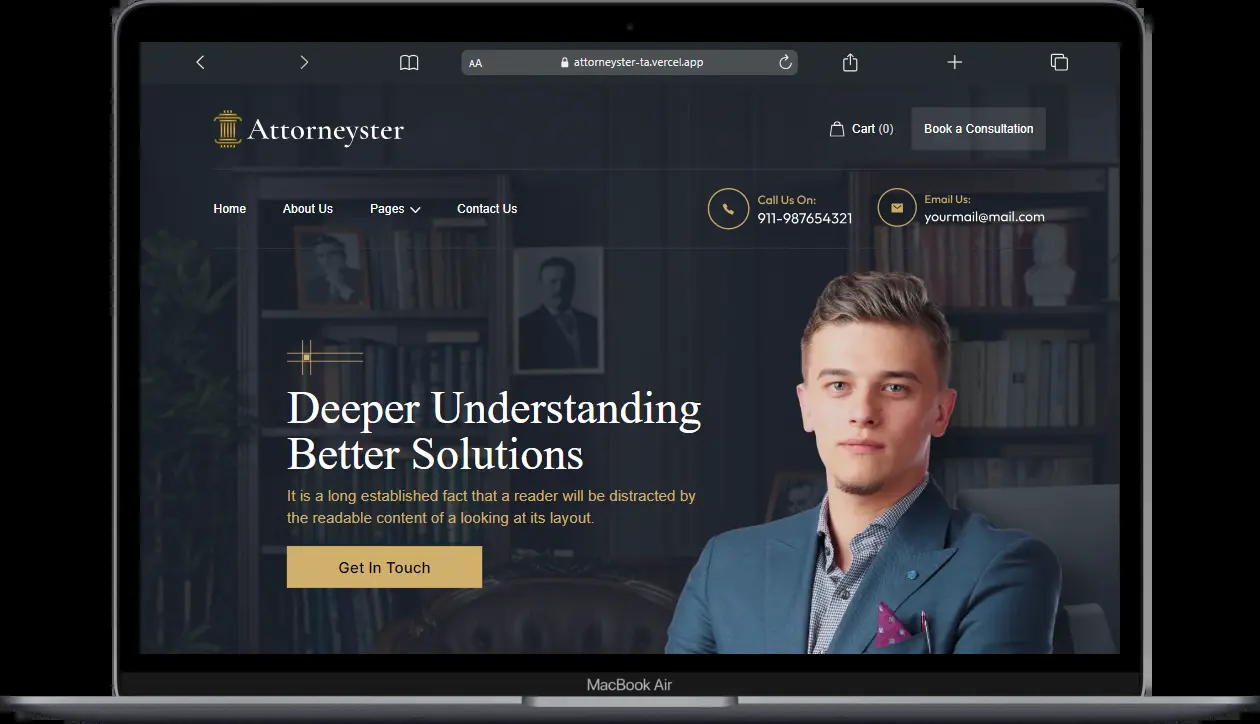 AA
attorneyster-ta.vercel.app
Attorneyster
Cart (0)
Book a Consultation
Home
About Us
Pages
Contact Us
Call Us On:
911-987654321
Email Us:
yourmail@mail.com
Deeper Understanding
Better Solutions
It is a long established fact that a reader will be distracted by
the readable content of a looking at its layout.
Get In Touch
MacBook Air